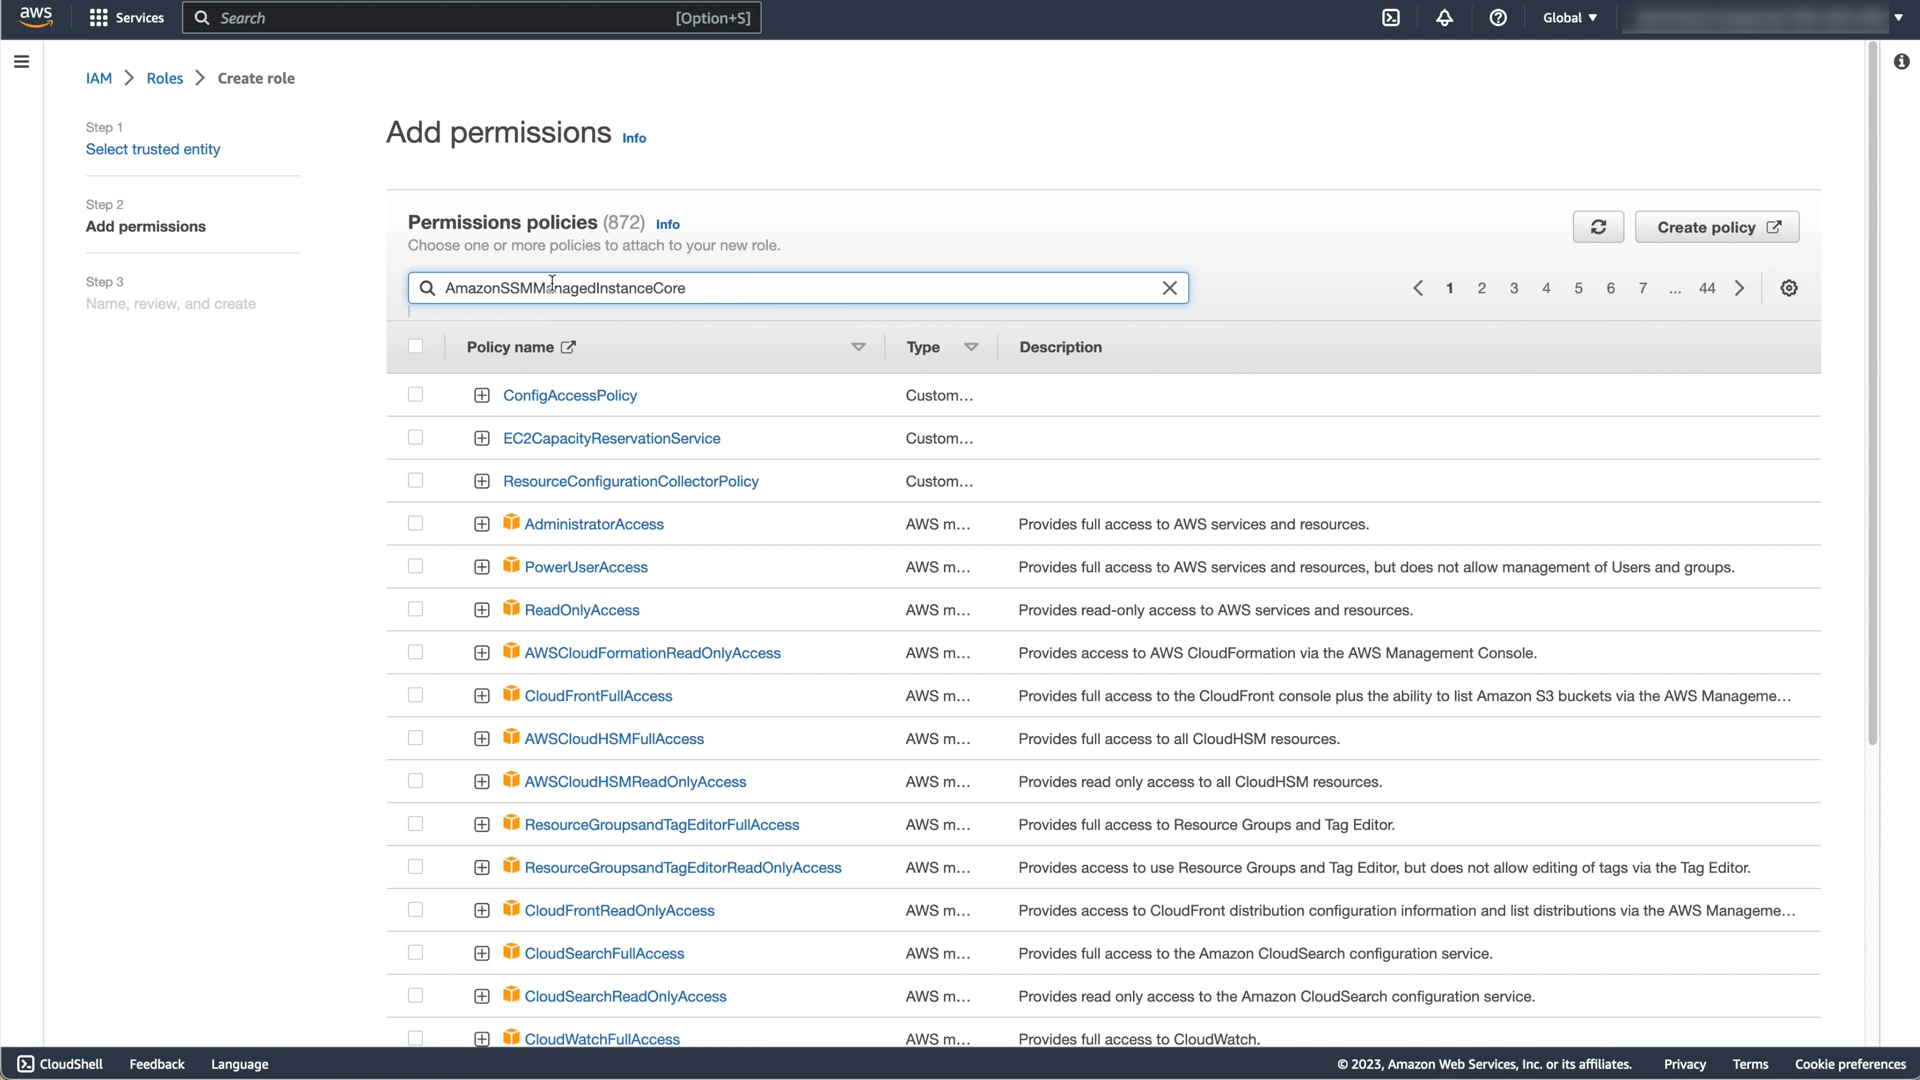 aws
Services
Search
[Option+S]
Global
IAM > Roles > Create role
Step 1
Select trusted entity
Step 2
Add permissions
Step 3
Name, review, and create
Add permissions Info
Permissions policies (872) Info
Choose one or more policies to attach to your new role.
Create policy
AmazonSSMManagedInstanceCore
1 2 3 4 5 6 7 ... 44
Policy name Type Description
ConfigAccessPolicy Custom...
EC2CapacityReservationService Custom...
ResourceConfigurationCollectorPolicy Custom...
AdministratorAccess AWS m... Provides full access to AWS services and resources.
PowerUserAccess AWS m... Provides full access to AWS services and resources, but does not allow management of Users and groups.
ReadOnlyAccess AWS m... Provides read-only access to AWS services and resources.
AWSCloudFormationReadOnlyAccess AWS m... Provides access to AWS CloudFormation via the AWS Management Console.
CloudFrontFullAccess AWS m... Provides full access to the CloudFront console plus the ability to list Amazon S3 buckets via the AWS Manageme...
AWSCloudHSMFullAccess AWS m... Provides full access to all CloudHSM resources.
AWSCloudHSMReadOnlyAccess AWS m... Provides read only access to all CloudHSM resources.
ResourceGroupsandTagEditorFullAccess AWS m... Provides full access to Resource Groups and Tag Editor.
ResourceGroupsandTagEditorReadOnlyAccess AWS m... Provides access to use Resource Groups and Tag Editor, but does not allow editing of tags via the Tag Editor.
CloudFrontReadOnlyAccess AWS m... Provides access to CloudFront distribution configuration information and list distributions via the AWS Manageme...
CloudSearchFullAccess AWS m... Provides full access to the Amazon CloudSearch configuration service.
CloudSearchReadOnlyAccess AWS m... Provides read only access to the Amazon CloudSearch configuration service.
CloudWatchFullAccess AWS m... Provides full access to CloudWatch.
CloudShell Feedback Language © 2023, Amazon Web Services, Inc. or its affiliates. Privacy Terms Cookie preferences